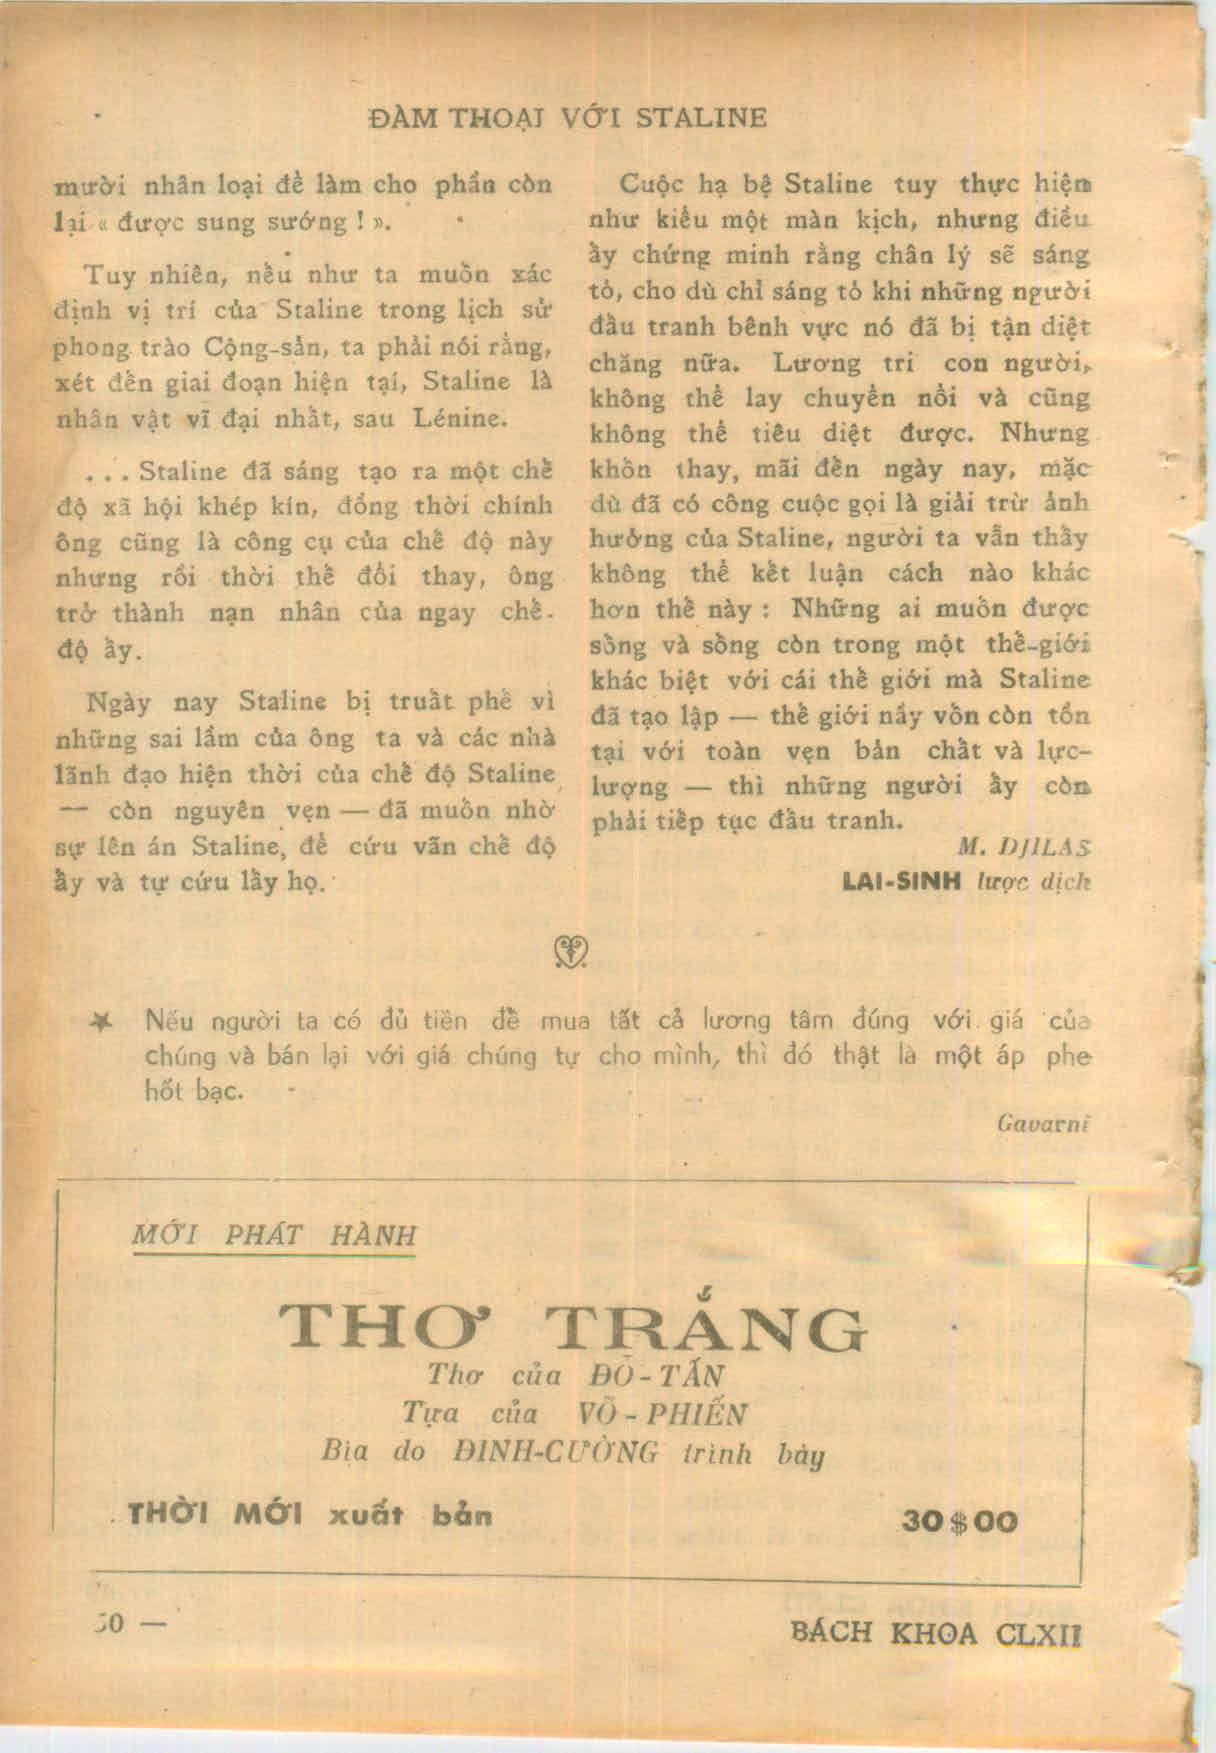 ĐÀM THOẠI VỚI STALINE
mười nhân loại để làm cho phần còn
lại « được sung sướng ! ».
Tuy nhiên, nếu như ta muốn xác
định vị trí của Staline trong lịch sử
phong trào Cộng-sản, ta phải nói rằng,
xét đến giai đoạn hiện tại, Staline là
nhân vật vĩ đại nhất, sau Lénine.
... Staline đã sáng tạo ra một chế
độ xã hội khép kín, đồng thời chính
ông cũng là công cụ của chế độ này
nhưng rồi thời thế đổi thay, ông
trở thành nạn nhân của ngay chế-
độ ấy.
Ngày nay Staline bị truất phế vì
những sai lầm của ông ta và các nhà
lãnh đạo hiện thời của chế độ Staline
— còn nguyên vẹn — đã muốn nhờ
sự lên án Staline, để cứu vãn chế độ
ấy và tự cứu lấy họ.
Cuộc hạ bệ Staline tuy thực hiện
như kiểu một màn kịch, nhưng điều
ấy chứng minh rằng chân lý sẽ sáng
tỏ, cho dù chỉ sáng tỏ khi những người
đấu tranh bênh vực nó đã bị tận diệt
chăng nữa. Lương tri con người,
không thể lay chuyển nổi và cũng
không thể tiêu diệt được. Nhưng
khốn thay, mãi đến ngày nay, mặc
dù đã có công cuộc gọi là giải trừ ảnh
hưởng của Staline, người ta vẫn thấy
không thể kết luận cách nào khác
hơn thế này : Những ai muốn được
sống và sống còn trong một thế-giới
khác biệt với cái thế giới mà Staline
đã tạo lập — thế giới nầy vốn còn tồn
tại với toàn vẹn bản chất và lực-
lượng — thì những người ấy còn
phải tiếp tục đấu tranh.
M. DJILAS
LAI-SINH lược dịch
★ Nếu người ta có đủ tiền để mua tất cả lương tâm đúng với giá của
chúng và bán lại với giá chúng tự cho mình, thì đó thật là một áp phe
hốt bạc.
Gavarni
MỚI PHÁT HÀNH
THƠ TRẮNG
Thơ của ĐỖ-TẤN
Tựa của VÕ-PHIẾN
Bìa do ĐINH-CƯỜNG trình bày
THỜI MỚI xuất bản
30$00
50 —
BÁCH KHOA CLXII